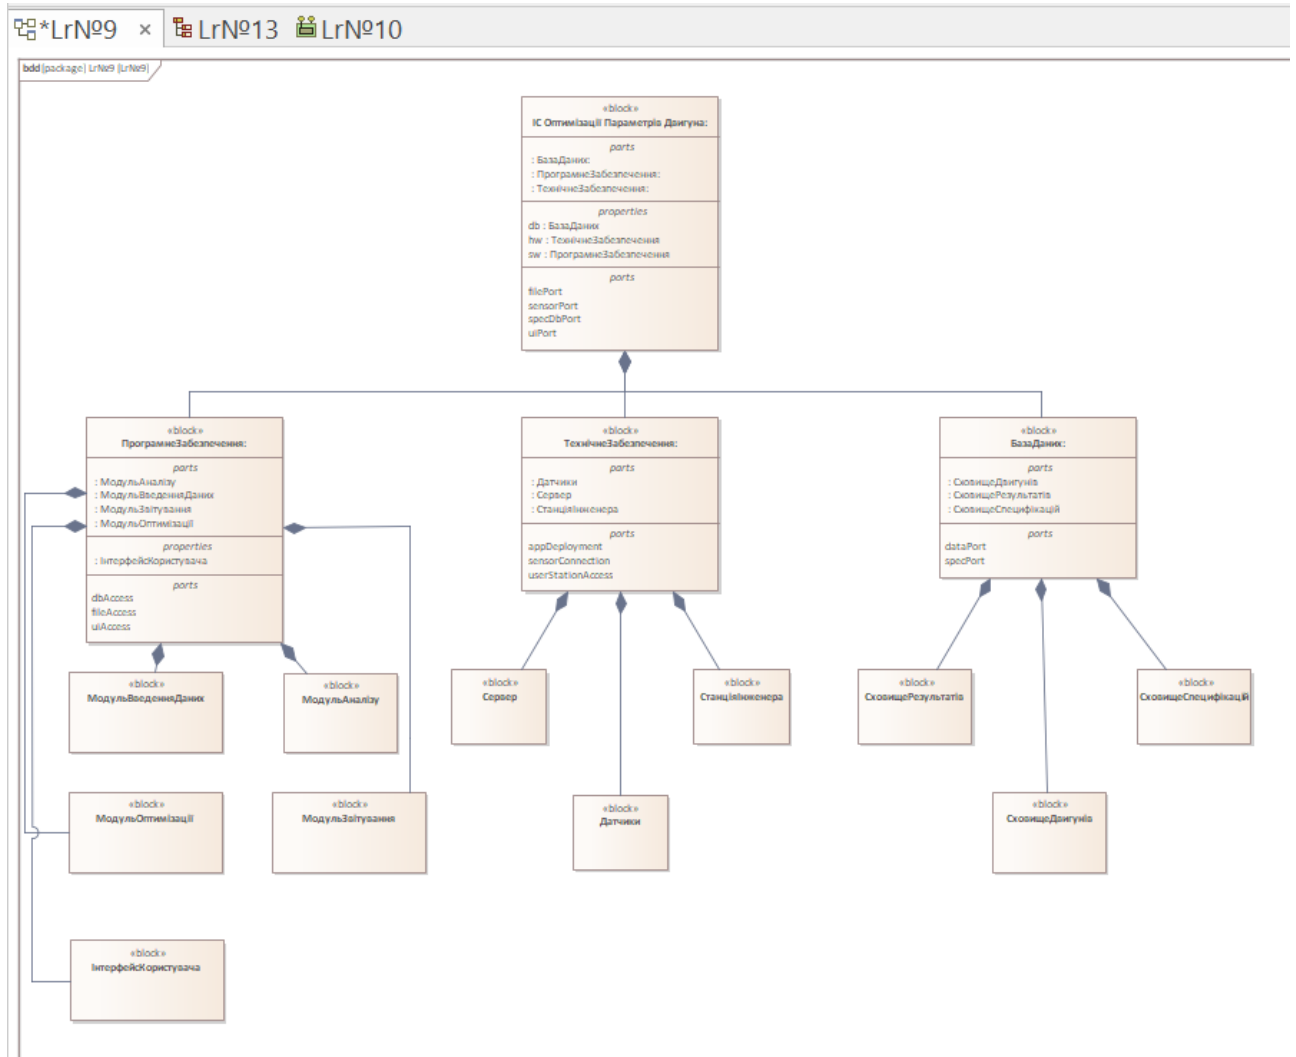 *LrNº9 × LrNº13 LrNº10
bdd [package] LrNº9 [LrNº9]
«block»
ІС Оптимізації Параметрів Двигуна:
parts
: БазаДаних:
: ПрограмнеЗабезпечення:
: ТехнічнеЗабезпечення:
properties
db : БазаДаних
hw : ТехнічнеЗабезпечення
sw : ПрограмнеЗабезпечення
parts
filePort
sensorPort
specDbPort
uiPort
«block»
ПрограмнеЗабезпечення:
parts
: МодульАналізу
: МодульВведенняДаних
: МодульЗвітування
: МодульОптимізації
properties
: ІнтерфейсКористувача
parts
dbAccess
fileAccess
uiAccess
«block»
ТехнічнеЗабезпечення:
parts
: Датчики
: Сервер
: СтанціяІнженера
parts
appDeployment
sensorConnection
userStationAccess
«block»
БазаДаних:
parts
: СховищеДвигунів
: СховищеРезультатів
: СховищеСпецифікацій
parts
dataPort
specPort
«block»
МодульВведенняДаних
«block»
МодульАналізу
«block»
Сервер
«block»
СтанціяІнженера
«block»
СховищеРезультатів
«block»
СховищеСпецифікацій
«block»
МодульОптимізації
«block»
МодульЗвітування
«block»
Датчики
«block»
СховищеДвигунів
«block»
ІнтерфейсКористувача